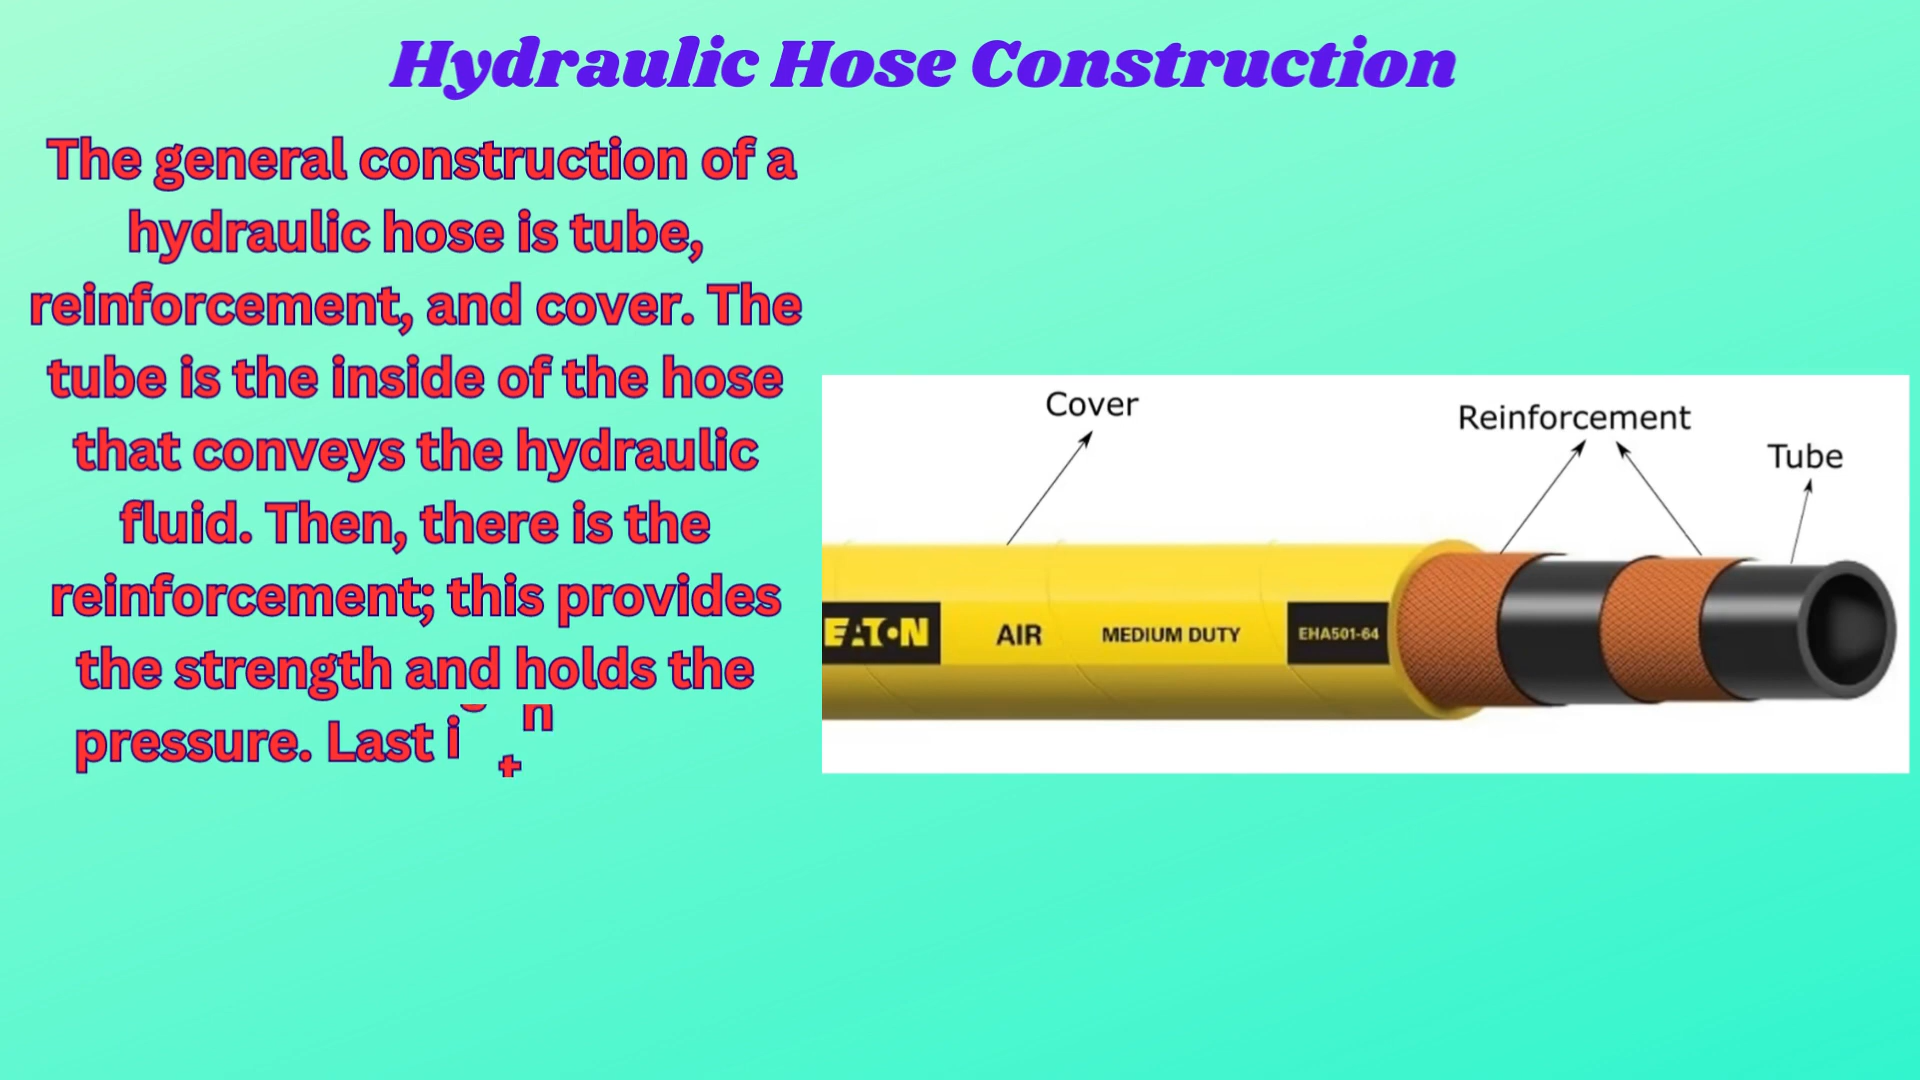 Hydraulic Hose Construction
The general construction of a
hydraulic hose is tube,
reinforcement, and cover. The
tube is the inside of the hose
that conveys the hydraulic
fluid. Then, there is the
reinforcement; this provides
the strength and holds the
pressure. Last i
Cover
Reinforcement
Tube
EATON AIR MEDIUM DUTY EHA501-64